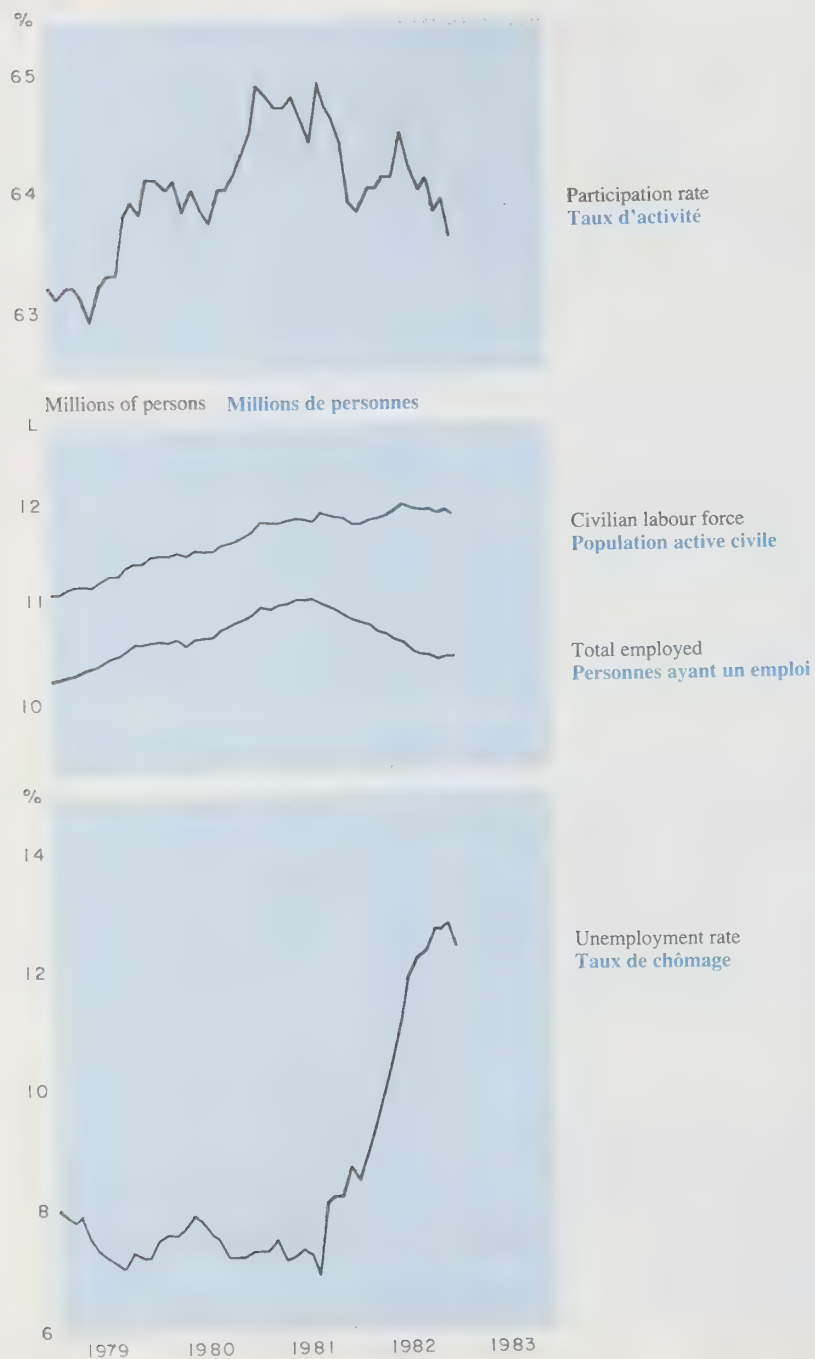 %
65
64
63
Participation rate
Taux d'activité
Millions of persons Millions de personnes
L
12
11
10
Civilian labour force
Population active civile
Total employed
Personnes ayant un emploi
%
14
12
10
8
6
Unemployment rate
Taux de chômage
1979 1980 1981 1982 1983